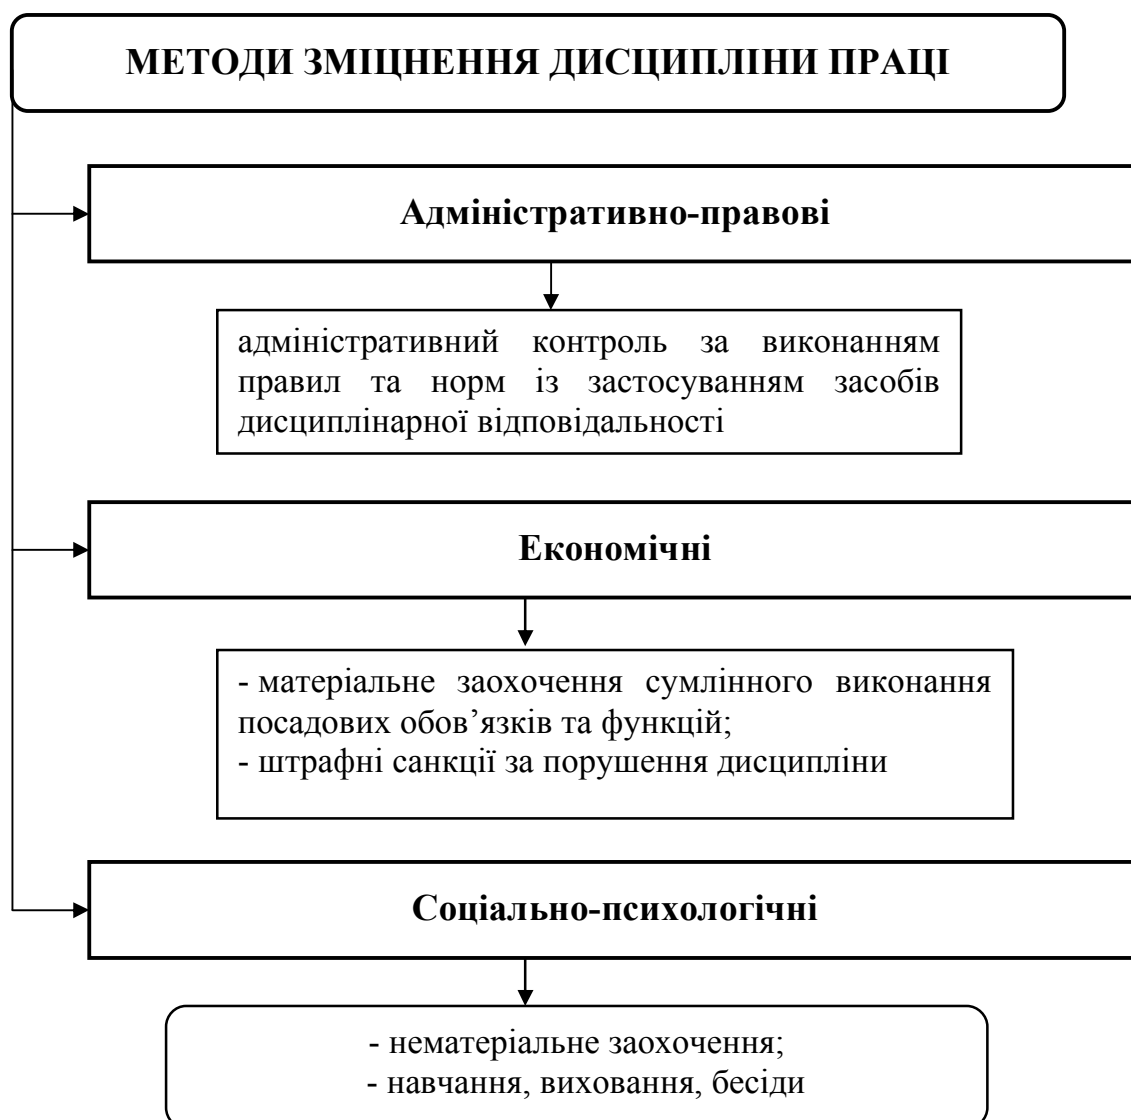 МЕТОДИ ЗМІЦНЕННЯ ДИСЦИПЛІНИ ПРАЦІ
Адміністративно-правові
адміністративний контроль за виконанням
правил та норм із застосуванням засобів
дисциплінарної відповідальності
Економічні
- матеріальне заохочення сумлінного виконання
посадових обов’язків та функцій;
- штрафні санкції за порушення дисципліни
Соціально-психологічні
- нематеріальне заохочення;
- навчання, виховання, бесіди